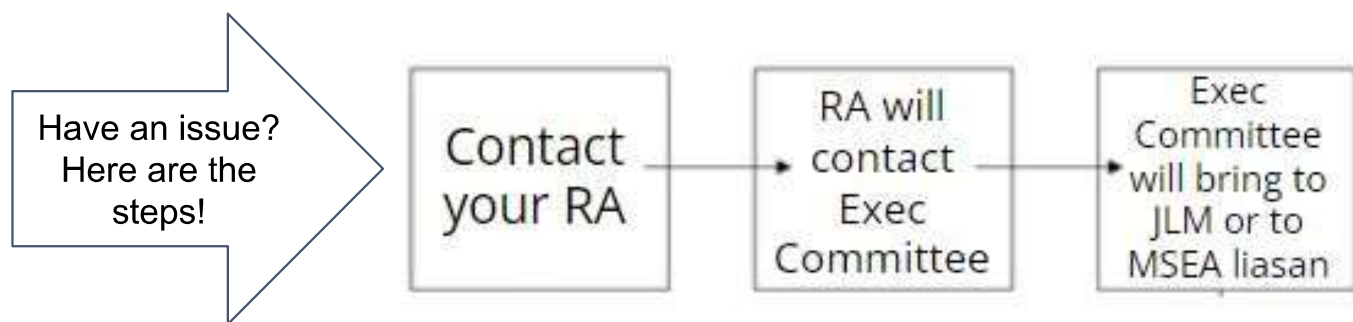 Have an issue?
Here are the
steps!
Contact
your RA
RA will
contact
Exec
Committee
Exec
Committee
will bring to
JLM or to
MSEA liasan